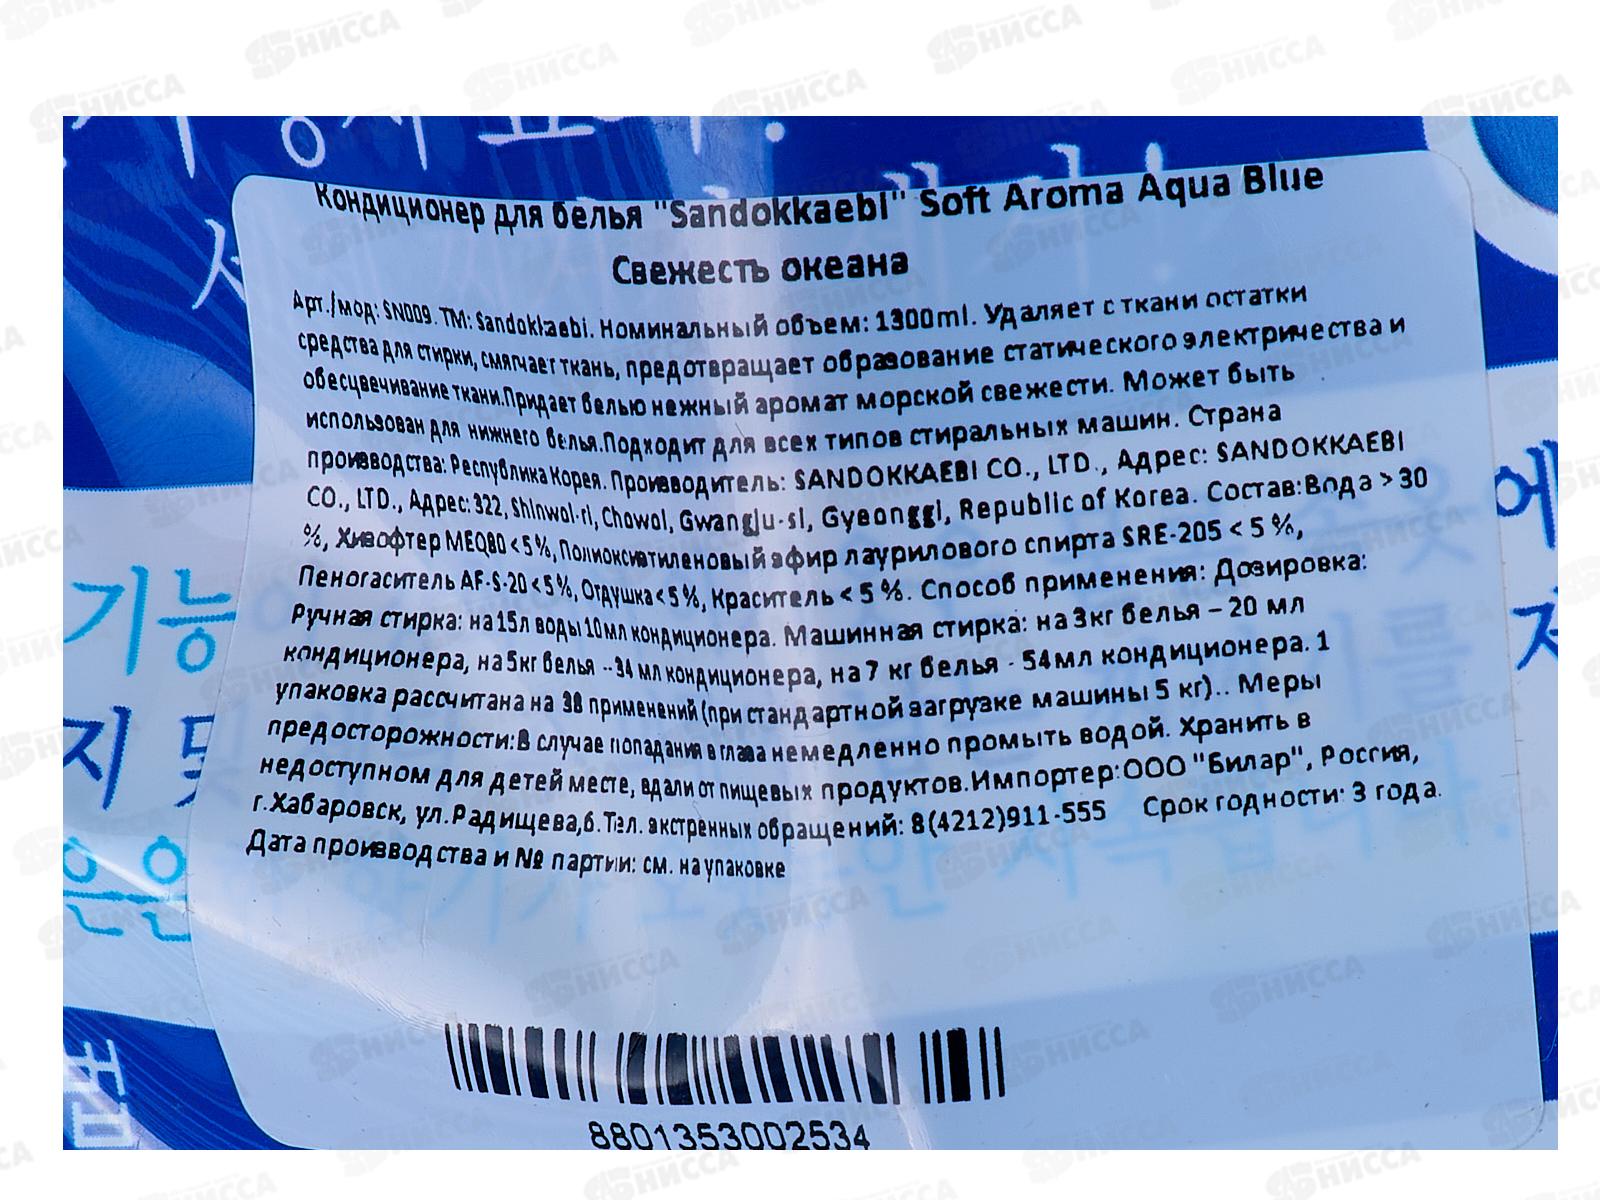 Кондиционер для белья "Sandokkaebi" Soft Aroma Aqua Blue
Свежесть океана
Арт./мод: SN009. ТМ: Sandokkaebi. Номинальный объем: 1300ml. Удаляет с ткани остатки
средства для стирки, смягчает ткань, предотвращает образование статического электричества и
обесцвечивание ткани.Придает белью нежный аромат морской свежести. Может быть
использован для нижнего белья.Подходит для всех типов стиральных машин. Страна
производства: Республика Корея. Производитель: SANDOKKAEBI CO., LTD., Адрес: SANDOKKAEBI
CO., LTD., Адрес: 322, Shinwol-ri, Chowol, Gwangju-si, Gyeonggi, Republic of Korea. Состав:Вода > 30
%, Хивофтер MEQ80 < 5 %, Полиоксиэтиленовый эфир лаурилового спирта SRE-205 < 5 %,
Пеногаситель AF-S-20 < 5 %, Отдушка < 5 %, Краситель < 5 %. Способ применения: Дозировка:
Ручная стирка: на 15л воды 10мл кондиционера. Машинная стирка: на 3кг белья – 20 мл
кондиционера, на 5кг белья – 34 мл кондиционера, на 7 кг белья - 54мл кондиционера. 1
упаковка рассчитана на 38 применений (при стандартной загрузке машины 5 кг).. Меры
предосторожности:В случае попадания в глаза немедленно промыть водой. Хранить в
недоступном для детей месте, вдали от пищевых продуктов.Импортер:ООО "Билар", Россия,
г.Хабаровск, ул.Радищева,6.Тел. экстренных обращений: 8(4212)911-555 Срок годности: 3 года.
Дата производства и № партии: см. на упаковке
8801353002534
기능
에
지
НИССА